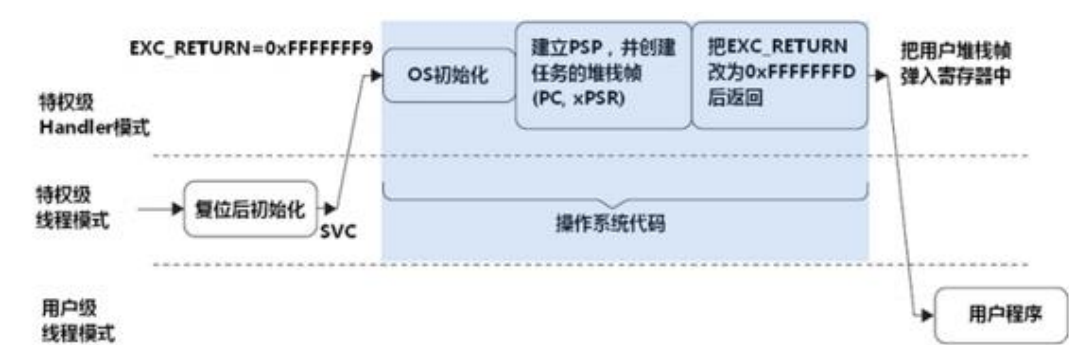 EXC_RETURN=0xFFFFFFF9
OS初始化
建立PSP，并创建
任务的堆栈帧
(PC, xPSR)
把EXC_RETURN
改为0xFFFFFFFD
后返回
把用户堆栈帧
弹入寄存器中
特权级
Handler模式
特权级
线程模式
复位后初始化
SVC
操作系统代码
用户级
线程模式
用户程序